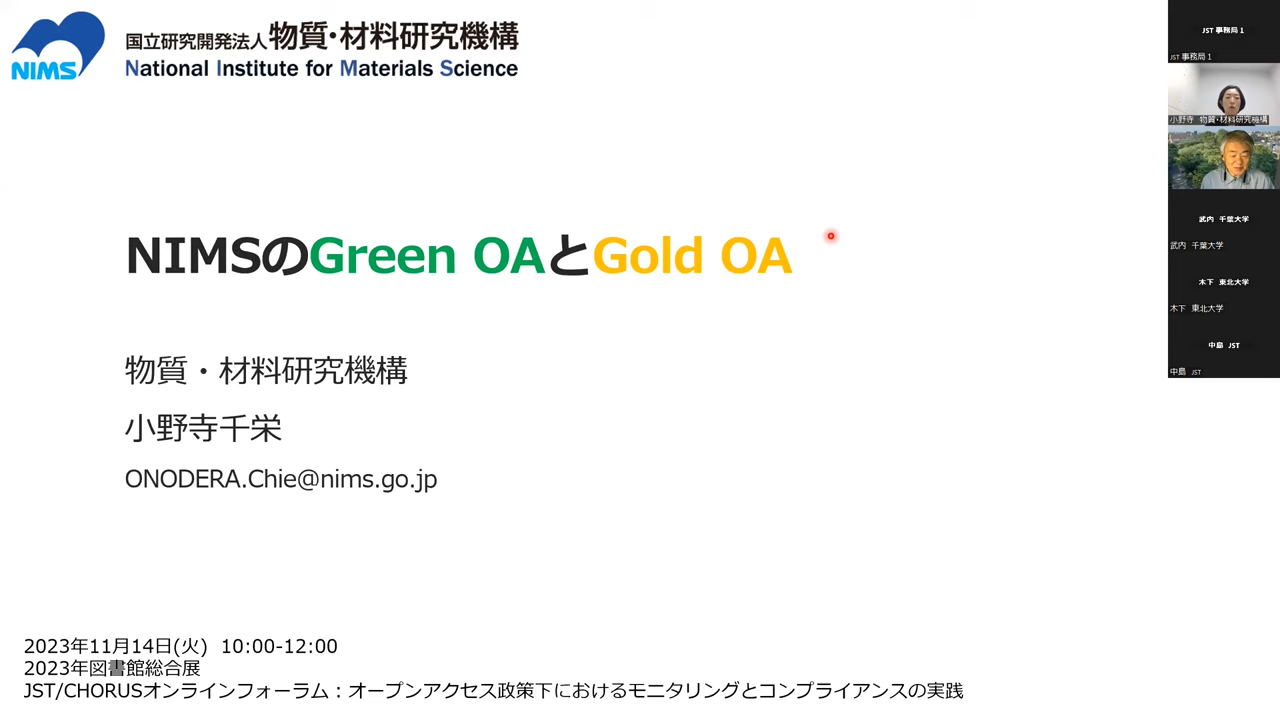 NIMS
国立研究開発法人物質・材料研究機構
National Institute for Materials Science
NIMSのGreen OAとGold OA
物質・材料研究機構
小野寺千栄
ONODERA.Chie@nims.go.jp
2023年11月14日(火) 10:00-12:00
2023年図書館総合展
JST/CHORUSオンラインフォーラム：オープンアクセス政策下におけるモニタリングとコンプライアンスの実践
JST 事務局１
JST 事務局１
小野寺 物質・材料研究機構
武内 千葉大学
武内 千葉大学
木下 東北大学
木下 東北大学
中島 JST
中島 JST